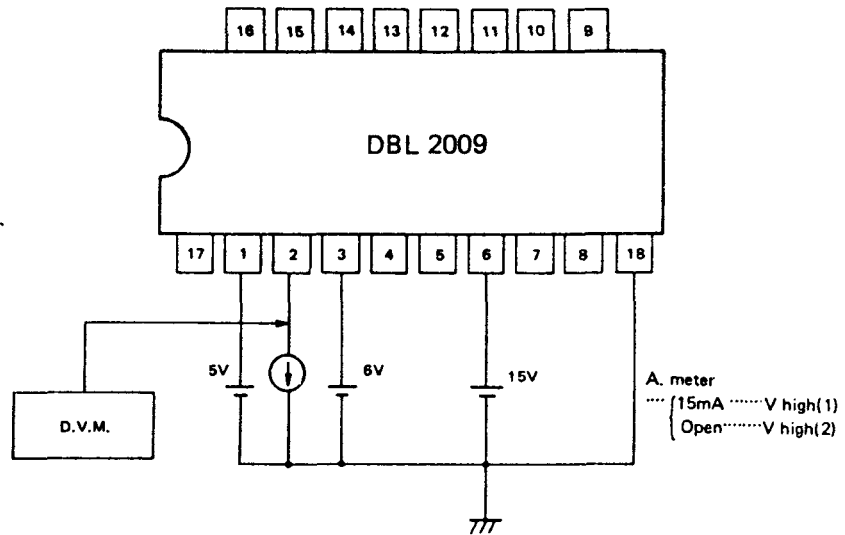 16 15 14 13 12 11 10 9
DBL 2009
17 1 2 3 4 5 6 7 8 18
5V 6V 15V
D.V.M.
A. meter
{15mA ······ V high(1)
Open ······· V high(2)